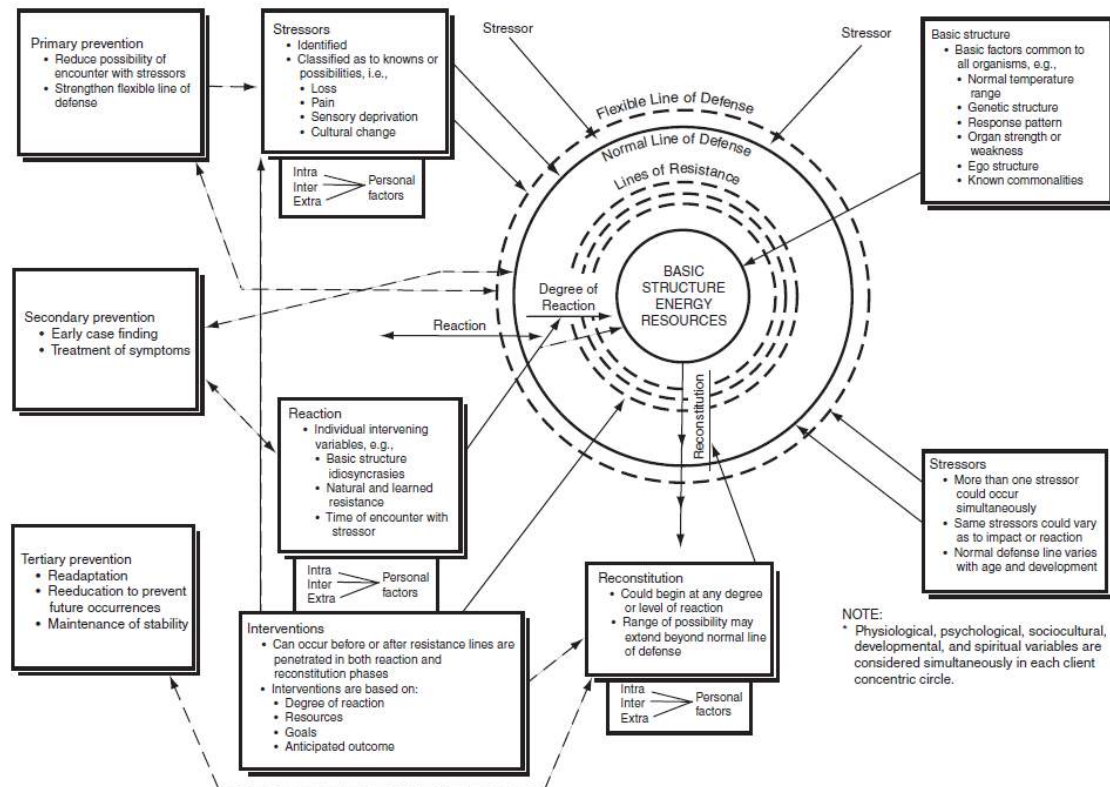 Primary prevention
• Reduce possibility of
encounter with stressors
• Strengthen flexible line of
defense
Stressors
• Identified
• Classified as to knowns or
possibilities, i.e.,
• Loss
• Pain
• Sensory deprivation
• Cultural change
Intra
Inter
Extra
Personal
factors
Stressor
Stressor
Basic structure
• Basic factors common to
all organisms, e.g.,
• Normal temperature
range
• Genetic structure
• Response pattern
• Organ strength or
weakness
• Ego structure
• Known commonalities
Flexible Line of Defense
Normal Line of Defense
Lines of Resistance
BASIC
STRUCTURE
ENERGY
RESOURCES
Degree of
Reaction
Reaction
Reconstitution
Secondary prevention
• Early case finding
• Treatment of symptoms
Reaction
• Individual intervening
variables, e.g.,
• Basic structure
idiosyncrasies
• Natural and learned
resistance
• Time of encounter with
stressor
Intra
Inter
Extra
Personal
factors
Stressors
• More than one stressor
could occur
simultaneously
• Same stressors could vary
as to impact or reaction
• Normal defense line varies
with age and development
Tertiary prevention
• Readaptation
• Reeducation to prevent
future occurrences
• Maintenance of stability
Interventions
• Can occur before or after resistance lines are
penetrated in both reaction and
reconstitution phases
• Interventions are based on:
• Degree of reaction
• Resources
• Goals
• Anticipated outcome
Reconstitution
• Could begin at any degree
or level of reaction
• Range of possibility may
extend beyond normal line
of defense
Intra
Inter
Extra
Personal
factors
NOTE:
* Physiological, psychological, sociocultural,
developmental, and spiritual variables are
considered simultaneously in each client
concentric circle.